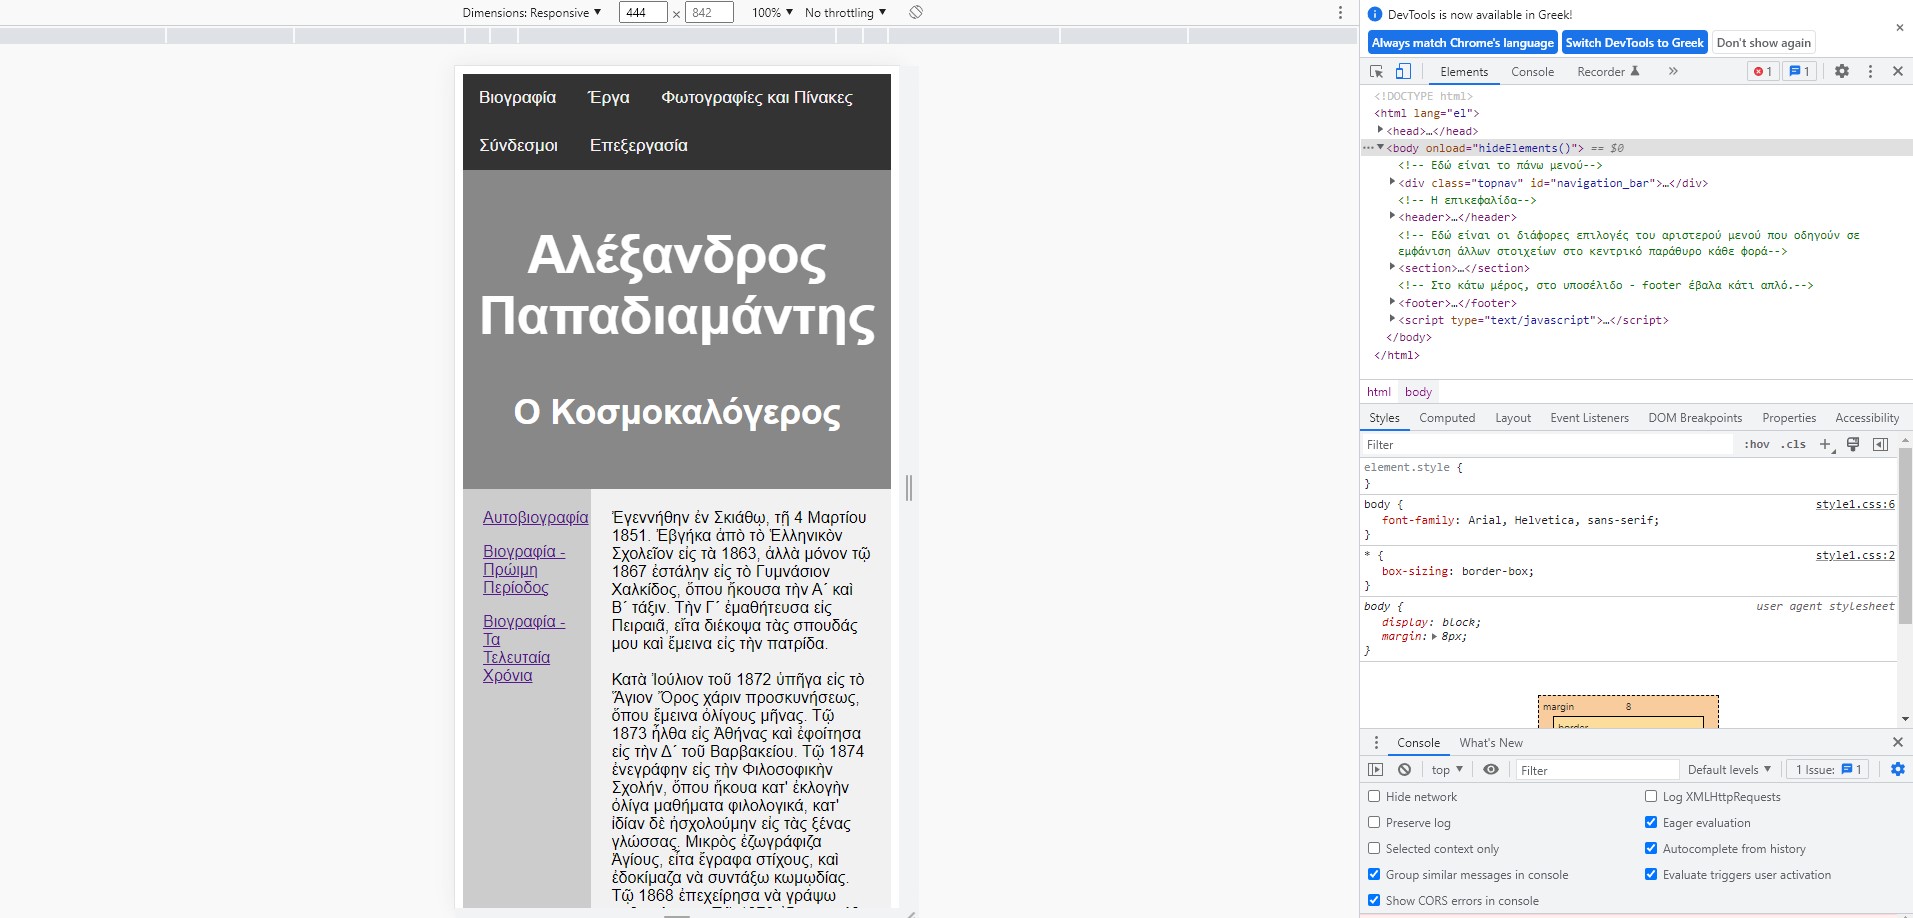 Dimensions: Responsive ▼ 444 × 842 100% ▼ No throttling ▼
Βιογραφία Έργα Φωτογραφίες και Πίνακες
Σύνδεσμοι Επεξεργασία
Αλέξανδρος
Παπαδιαμάντης
Ο Κοσμοκαλόγερος
Αυτοβιογραφία
Βιογραφία -
Πρώιμη
Περίοδος
Βιογραφία -
Τα
Τελευταία
Χρόνια
Ἐγεννήθην ἐν Σκιάθῳ, τῇ 4 Μαρτίου
1851. Ἐβγήκα ἀπὸ τὸ Ἑλληνικὸν
Σχολεῖον εἰς τὰ 1863, ἀλλὰ μόνον τῷ
1867 ἐστάλην εἰς τὸ Γυμνάσιον
Χαλκίδος, ὅπου ἤκουσα τὴν Α΄ καὶ
Β΄ τάξιν. Τὴν Γ΄ ἐμαθήτευσα εἰς
Πειραιᾶ, εἶτα διέκοψα τὰς σπουδάς
μου καὶ ἔμεινα εἰς τὴν πατρίδα.
Κατὰ Ἰούλιον τοῦ 1872 ὑπῆγα εἰς τὸ
Ἅγιον Ὄρος χάριν προσκυνήσεως,
ὅπου ἔμεινα ὀλίγους μῆνας. Τῷ
1873 ἦλθα εἰς Ἀθήνας καὶ ἐφοίτησα
εἰς τὴν Δ΄ τοῦ Βαρβακείου. Τῷ 1874
ἐνεγράφην εἰς τὴν Φιλοσοφικὴν
Σχολήν, ὅπου ἤκουα κατ' ἐκλογὴν
ὀλίγα μαθήματα φιλολογικά, κατ'
ἰδίαν δὲ ἠσχολούμην εἰς τὰς ξένας
γλώσσας. Μικρὸς ἐζωγράφιζα
Ἁγίους, εἶτα ἔγραφα στίχους, καὶ
ἐδοκίμαζα νὰ συντάξω κωμῳδίας.
Τῷ 1868 ἐπεχείρησα νὰ γράψω
DevTools is now available in Greek!
Always match Chrome's language Switch DevTools to Greek Don't show again
Elements Console Recorder » 1 1
<!DOCTYPE html>
<html lang="el">
<head>…</head>
<body onload="hideElements()"> == $0
<!-- Εδώ είναι το πάνω μενού-->
<div class="topnav" id="navigation_bar">…</div>
<!-- Η επικεφαλίδα-->
<header>…</header>
<!-- Εδώ είναι οι διάφορες επιλογές του αριστερού μενού που οδηγούν σε
εμφάνιση άλλων στοιχείων στο κεντρικό παράθυρο κάθε φορά-->
<section>…</section>
<!-- Στο κάτω μέρος, στο υποσέλιδο - footer έβαλα κάτι απλό.-->
<footer>…</footer>
<script type="text/javascript">…</script>
</body>
</html>
html body
Styles Computed Layout Event Listeners DOM Breakpoints Properties Accessibility
Filter :hov .cls +
element.style {
}
body { style1.css:6
font-family: Arial, Helvetica, sans-serif;
}
* { style1.css:2
box-sizing: border-box;
}
body { user agent stylesheet
display: block;
margin: 8px;
}
margin 8
border
Console What's New
top ▼ Filter Default levels ▼ 1 Issue: 1
Hide network Log XMLHttpRequests
Preserve log Eager evaluation
Selected context only Autocomplete from history
Group similar messages in console Evaluate triggers user activation
Show CORS errors in console